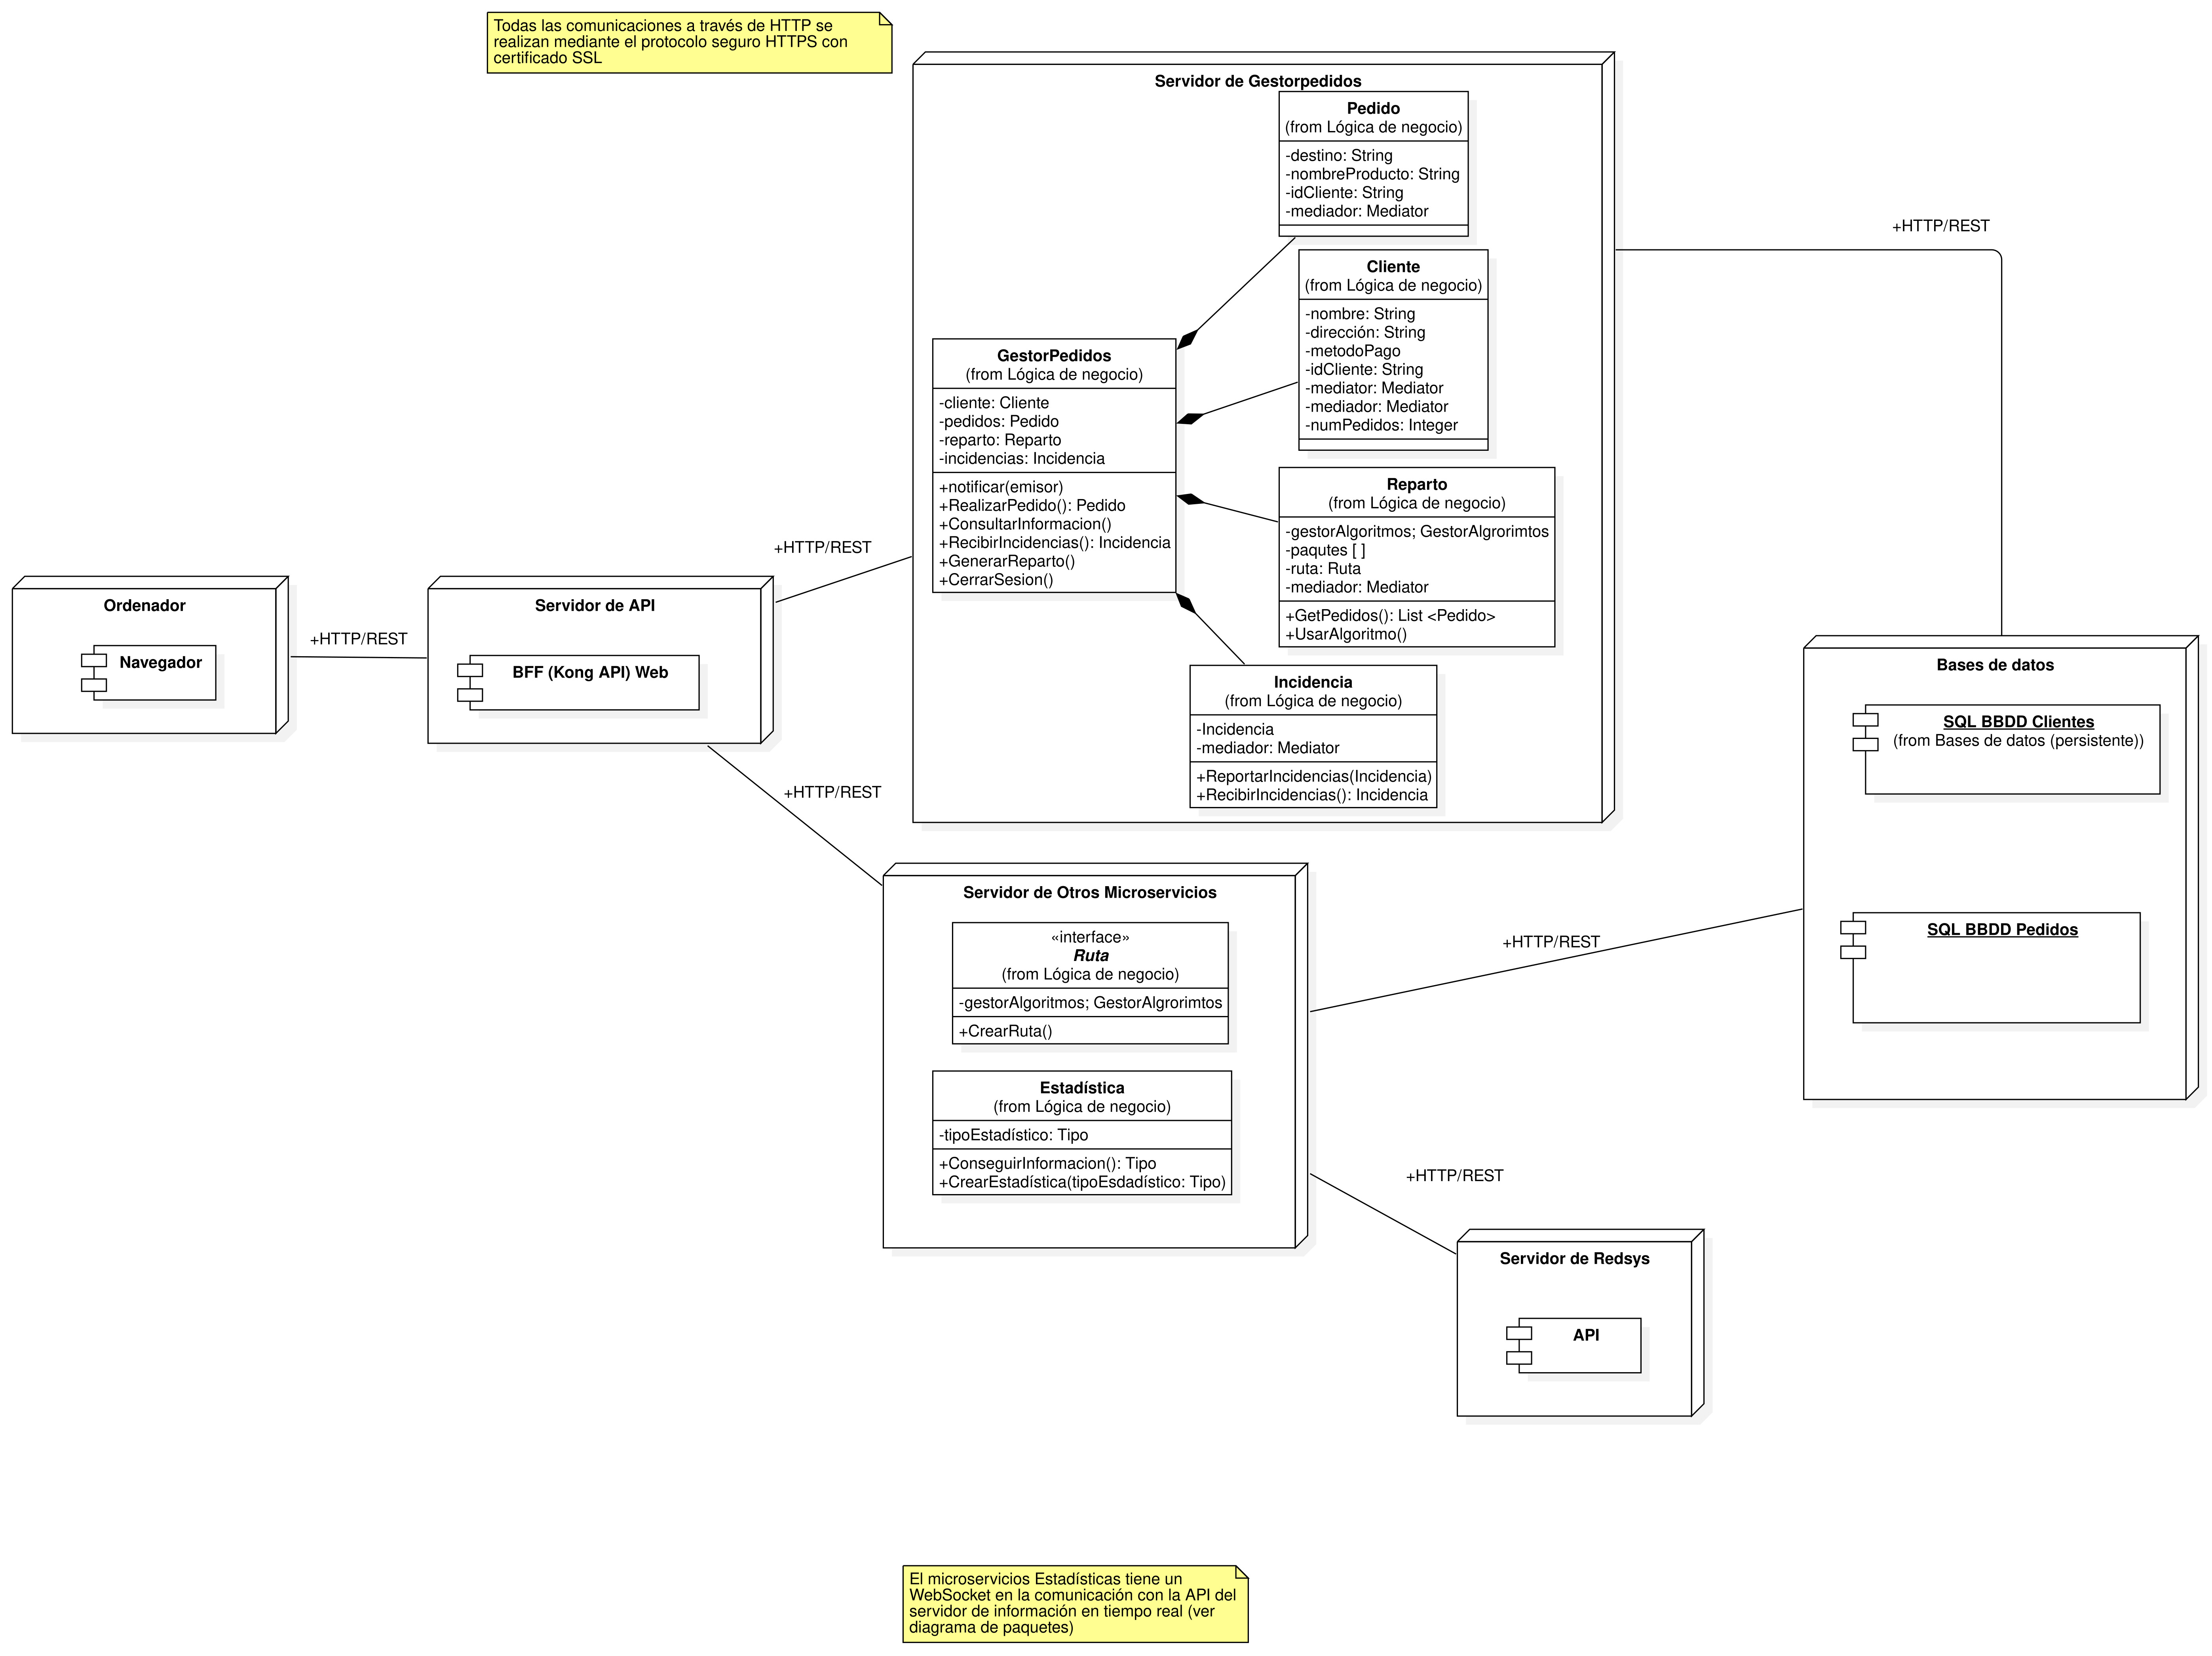 Todas las comunicaciones a través de HTTP se
realizan mediante el protocolo seguro HTTPS con
certificado SSL
Servidor de Gestorpedidos
Pedido
(from Lógica de negocio)
-destino: String
-nombreProducto: String
-idCliente: String
-mediador: Mediator
Cliente
(from Lógica de negocio)
-nombre: String
-dirección: String
-metodoPago
-idCliente: String
-mediator: Mediator
-mediador: Mediator
-numPedidos: Integer
GestorPedidos
(from Lógica de negocio)
-cliente: Cliente
-pedidos: Pedido
-reparto: Reparto
-incidencias: Incidencia
+notificar(emisor)
+RealizarPedido(): Pedido
+ConsultarInformacion()
+RecibirIncidencias(): Incidencia
+GenerarReparto()
+CerrarSesion()
Reparto
(from Lógica de negocio)
-gestorAlgoritmos; GestorAlgrorimtos
-paqutes [ ]
-ruta: Ruta
-mediador: Mediator
+GetPedidos(): List <Pedido>
+UsarAlgoritmo()
Incidencia
(from Lógica de negocio)
-Incidencia
-mediador: Mediator
+ReportarIncidencias(Incidencia)
+RecibirIncidencias(): Incidencia
+HTTP/REST
+HTTP/REST
Ordenador
Navegador
+HTTP/REST
Servidor de API
BFF (Kong API) Web
+HTTP/REST
Bases de datos
SQL BBDD Clientes
(from Bases de datos (persistente))
SQL BBDD Pedidos
Servidor de Otros Microservicios
«interface»
Ruta
(from Lógica de negocio)
-gestorAlgoritmos; GestorAlgrorimtos
+CrearRuta()
Estadística
(from Lógica de negocio)
-tipoEstadístico: Tipo
+ConseguirInformacion(): Tipo
+CrearEstadística(tipoEsdadístico: Tipo)
+HTTP/REST
+HTTP/REST
Servidor de Redsys
API
El microservicios Estadísticas tiene un
WebSocket en la comunicación con la API del
servidor de información en tiempo real (ver
diagrama de paquetes)